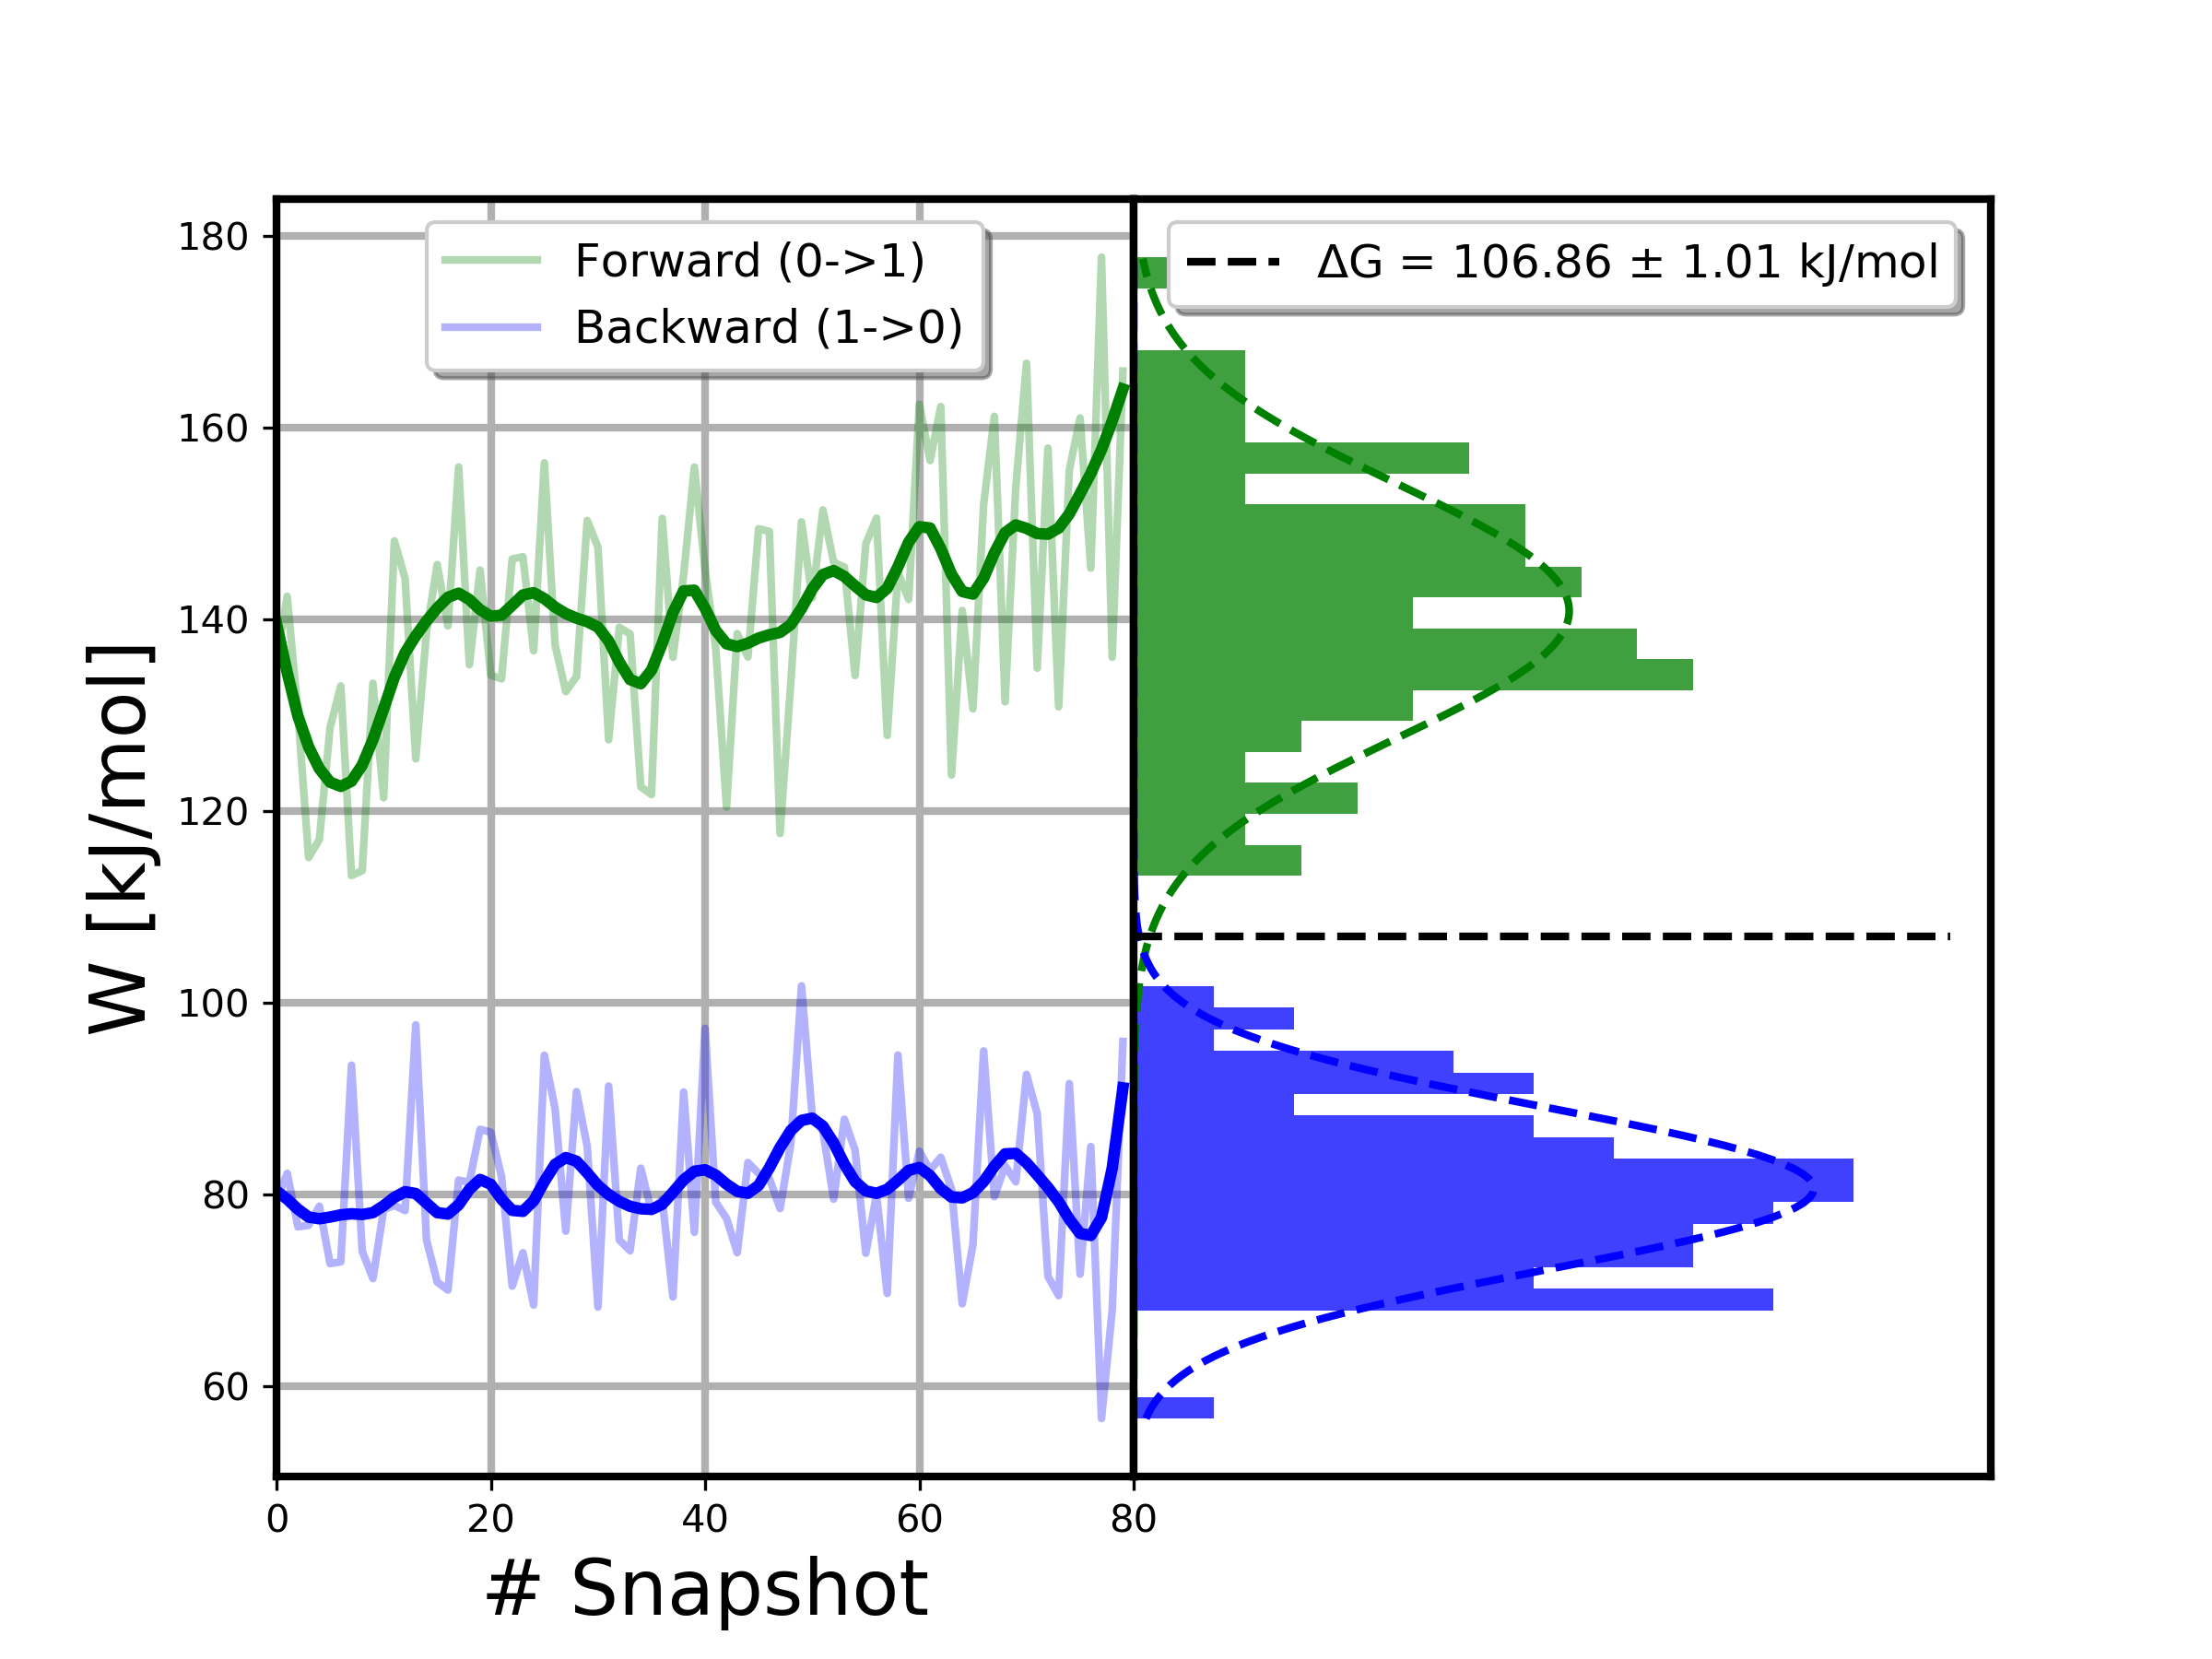 Forward (0->1)
Backward (1->0)
ΔG = 106.86 ± 1.01 kJ/mol
W [kJ/mol]
180
160
140
120
100
80
60
0 20 40 60 80
# Snapshot